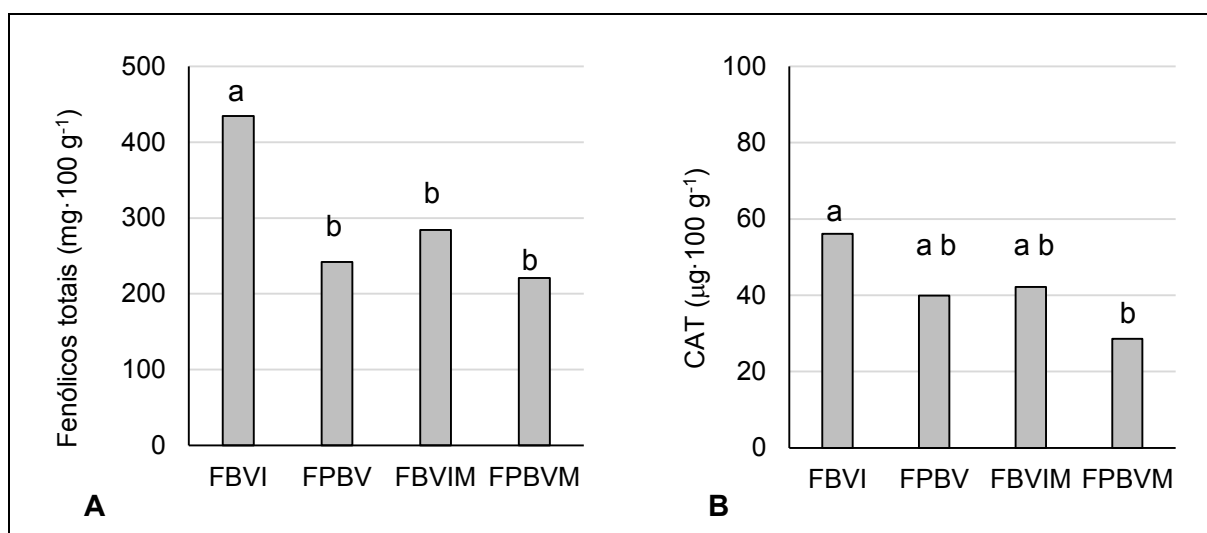 Fenólicos totais (mg·100 g⁻¹)
500
400
300
200
100
0
a
b
b
b
FBVI FPBV FBVIM FPBVM
A
CAT (µg·100 g⁻¹)
100
80
60
40
20
0
a
a b
a b
b
FBVI FPBV FBVIM FPBVM
B